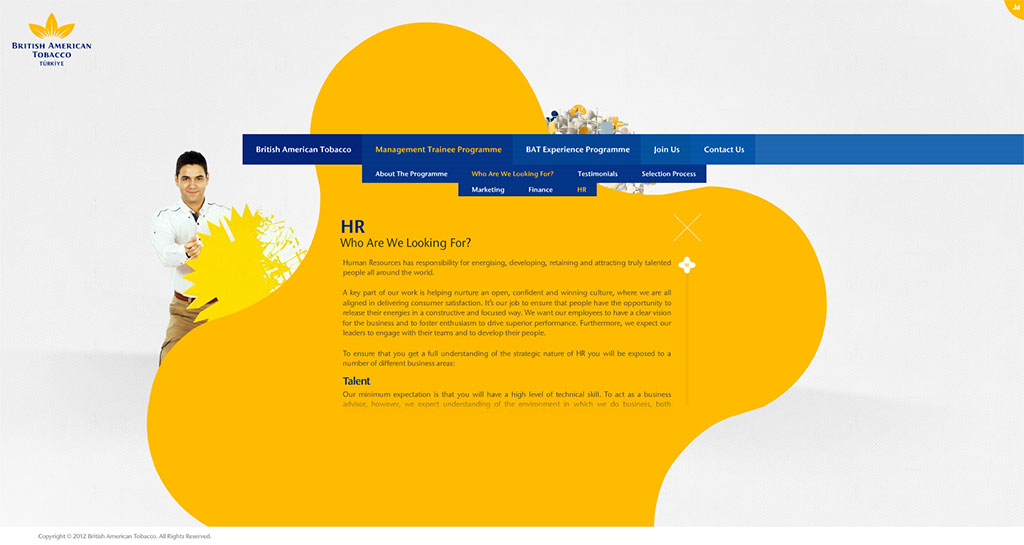 BRITISH AMERICAN
TOBACCO
TÜRKİYE
British American Tobacco
Management Trainee Programme
BAT Experience Programme
Join Us
Contact Us
About The Programme
Who Are We Looking For?
Testimonials
Selection Process
Marketing
Finance
HR
HR
Who Are We Looking For?
Human Resources has responsibility for energising, developing, retaining and attracting truly talented
people all around the world.
A key part of our work is helping nurture an open, confident and winning culture, where we are all
aligned in delivering consumer satisfaction. It's our job to ensure that people have the opportunity to
release their energies in a constructive and focused way. We want our employees to have a clear vision
for the business and to foster enthusiasm to drive superior performance. Furthermore, we expect our
leaders to engage with their teams and to develop their people.
To ensure that you get a full understanding of the strategic nature of HR you will be exposed to a
number of different business areas:
Talent
Our minimum expectation is that you will have a high level of technical skill. To act as a business
advisor, however, we expect understanding of the environment in which we do business, both
Copyright © 2012 British American Tobacco. All Rights Reserved.